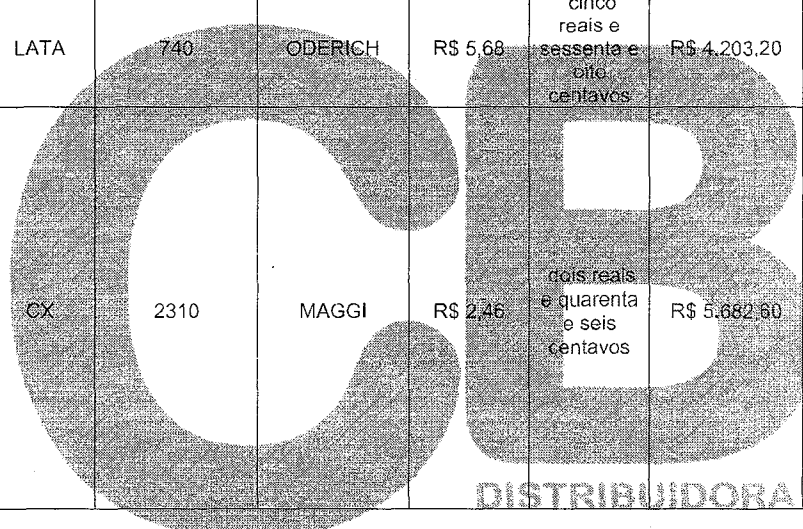 LATA 740 ODERICH R$ 5,68 cinco reais e sessenta e oito centavos R$ 4.203,20
CX 2310 MAGGI R$ 2,46 dois reais e quarenta e seis centavos R$ 5.682,60
CB
DISTRIBUIDORA